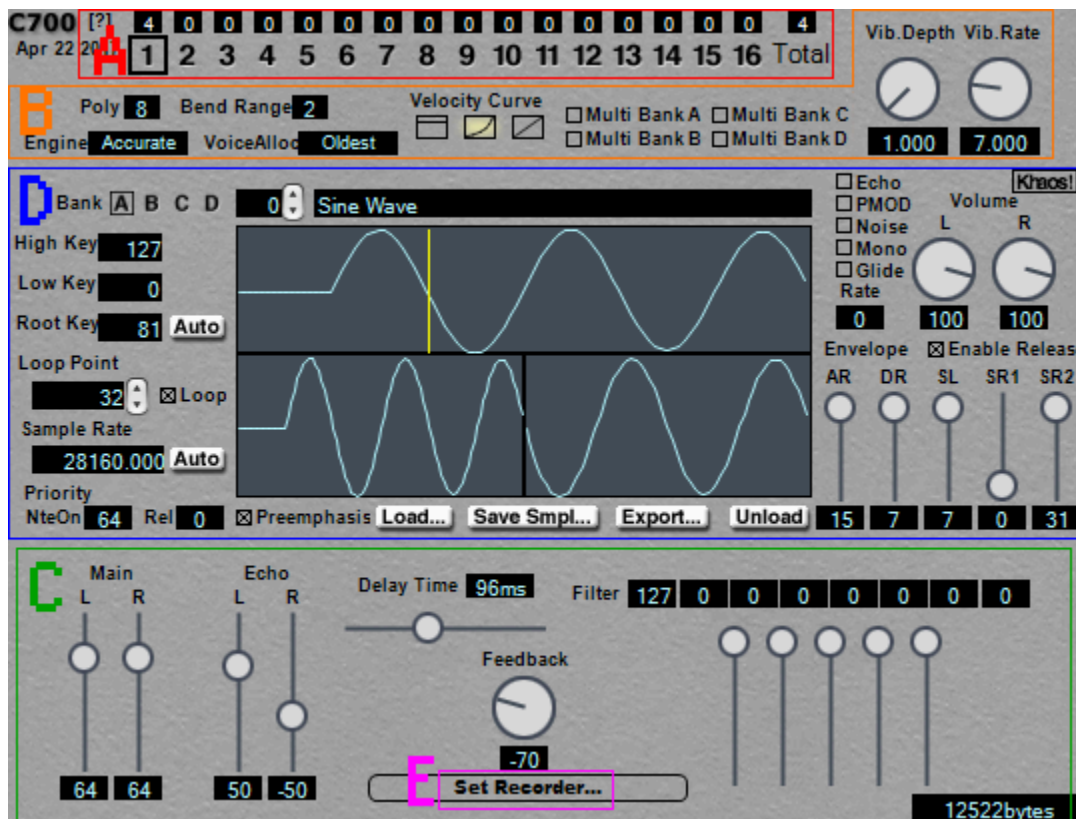 C700 [?] 4 0 0 0 0 0 0 0 0 0 0 0 0 0 0 0 4
Apr 22 A 1 2 3 4 5 6 7 8 9 10 11 12 13 14 15 16 Total
Vib.Depth Vib.Rate
B Poly 8 Bend Range 2 Velocity Curve
Multi Bank A Multi Bank C
Engine Accurate VoiceAlloc Oldest Multi Bank B Multi Bank D 1.000 7.000
D Bank A B C D 0 Sine Wave
Echo Khaos!
PMOD Volume
Noise L R
Mono
Glide
Rate
0 100 100
High Key 127
Low Key 0
Root Key 81 Auto
Loop Point
32 Loop
Sample Rate
28160.000 Auto
Priority
NteOn 64 Rel 0 Preemphasis Load... Save Smpl... Export... Unload
Envelope Enable Releas
AR DR SL SR1 SR2
15 7 7 0 31
C Main Echo Delay Time 96ms Filter 127 0 0 0 0 0 0 0
L R L R
Feedback
-70
64 64 50 -50 E Set Recorder...
12522bytes